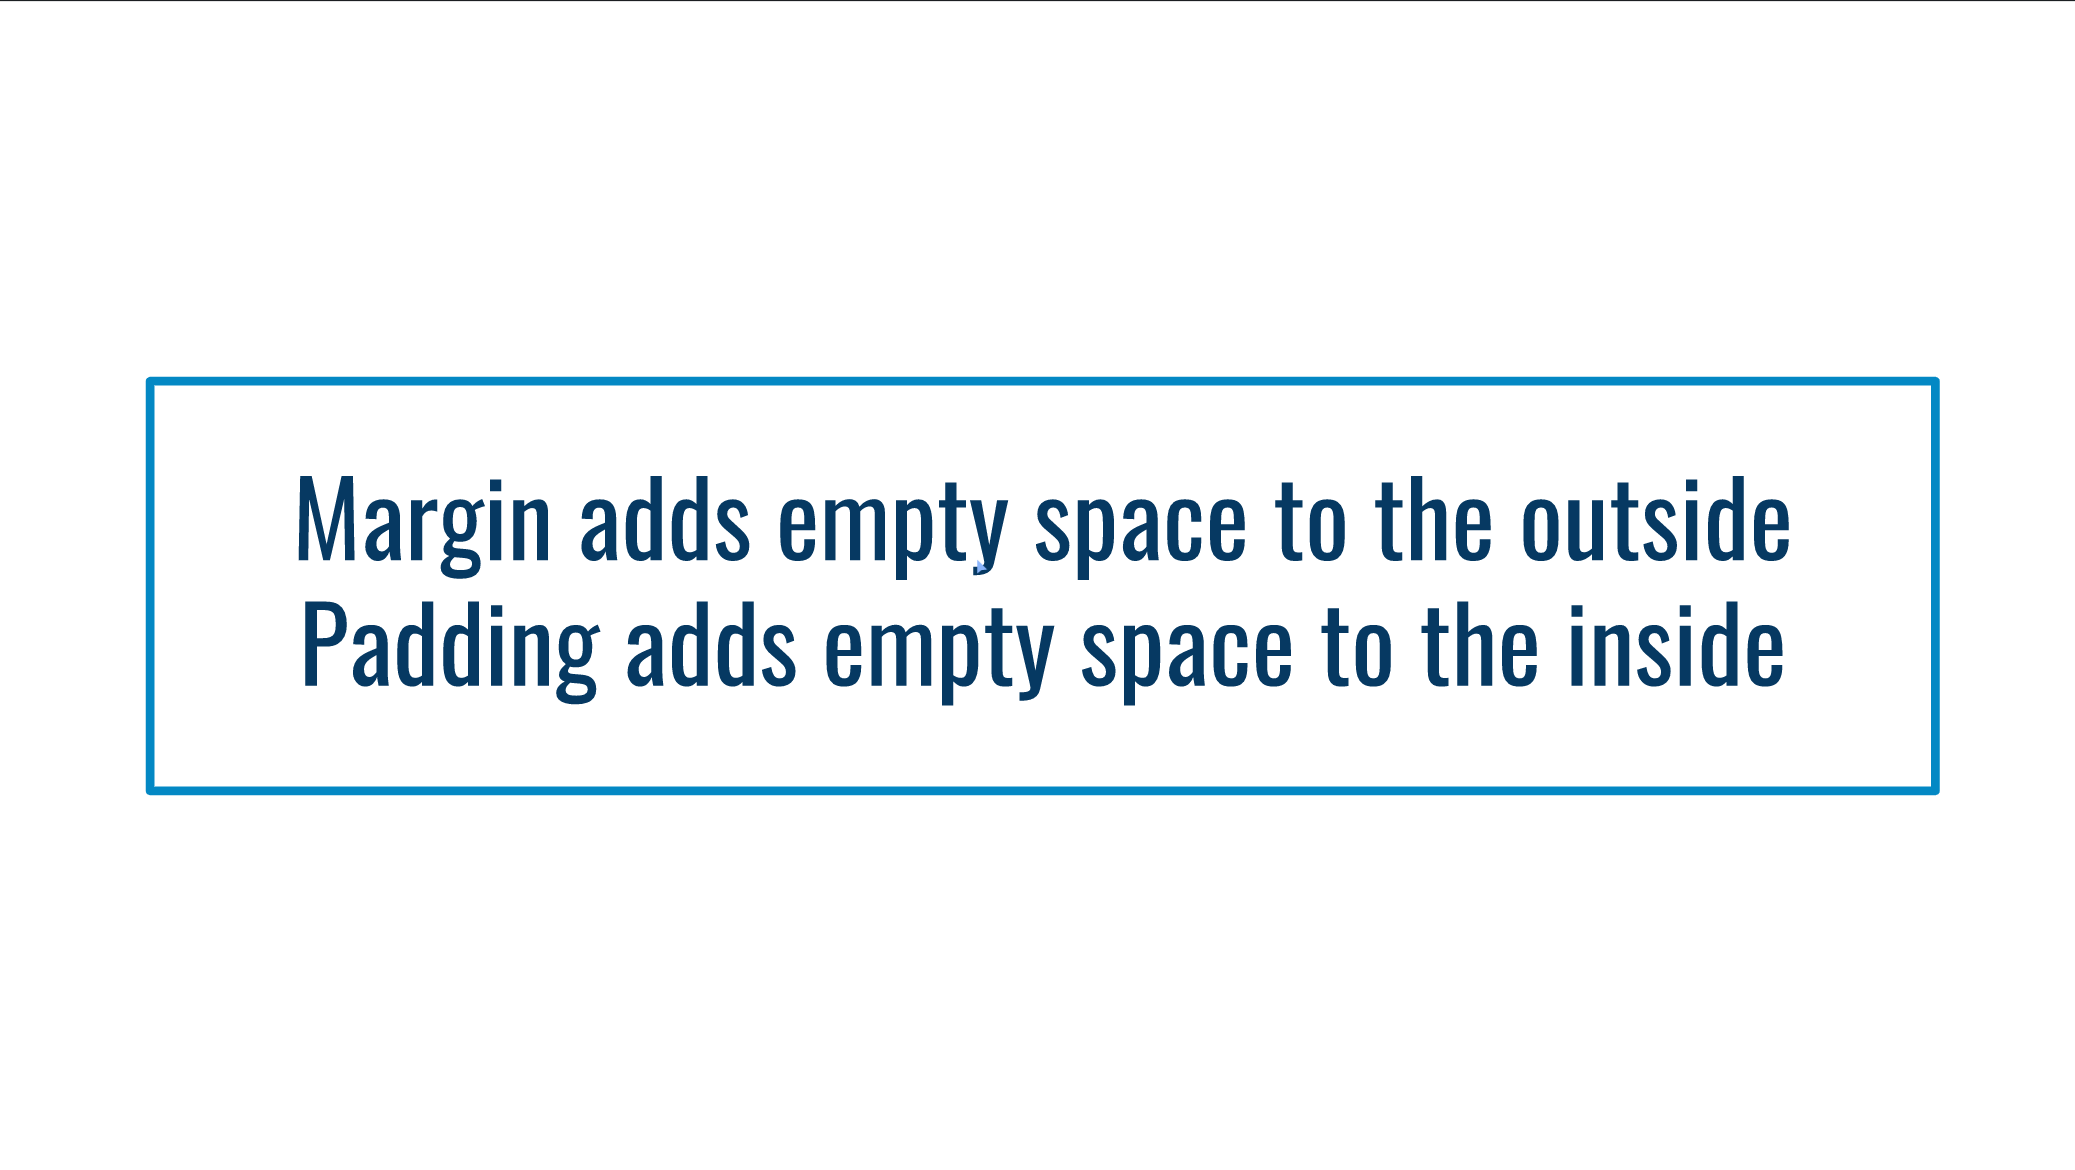 Margin adds empty space to the outside
Padding adds empty space to the inside